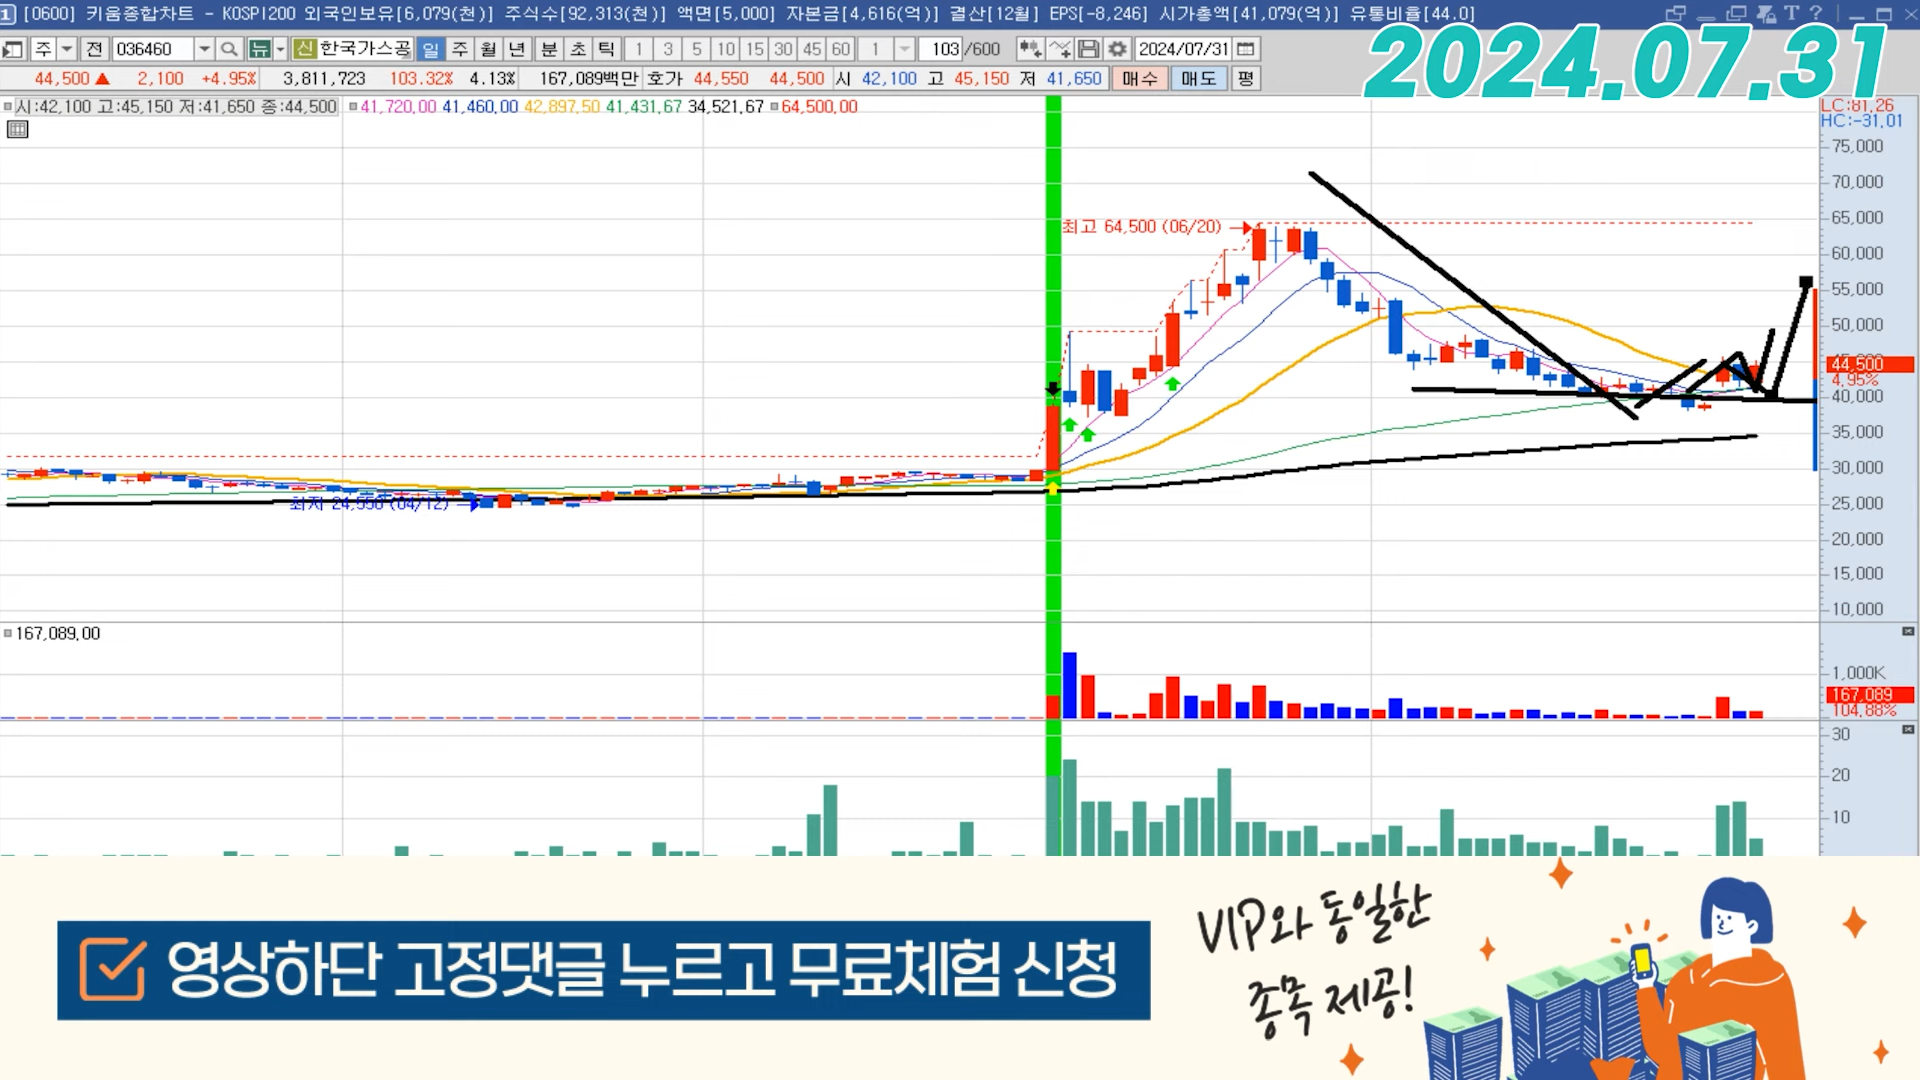 1 [0600] 키움종합차트 - KOSPI200 외국인보유[6,079(천)] 주식수[92,313(천)] 액면[5,000] 자본금[4,616(억)] 결산[12월] EPS[-8,246] 시가총액[41,079(억)] 유통비율[44.0]
2024.07.31
주 전 036460 뉴 신 한국가스공 일 주 월 년 분 초 틱 1 3 5 10 15 30 45 60 1 103 /600 2024/07/31
44,500 ▲ 2,100 +4.95% 3,811,723 103.32% 4.13% 167,089백만 호가 44,550 44,500 시 42,100 고 45,150 저 41,650 매수 매도 평
시:42,100 고:45,150 저:41,650 종:44,500 41,720,00 41,460,00 42,897,50 41,431,67 34,521,67 64,500,00
LC:81,26
HC:-31,01
75,000
70,000
65,000
최고 64,500 (06/20)
60,000
55,000
50,000
44,500
4,95%
40,000
35,000
30,000
25,000
최저 24,550 (04/12)
20,000
15,000
10,000
167,089,00
1,000K
167,089
104,88%
30
20
10
영상하단 고정댓글 누르고 무료체험 신청
VIP와 동일한
종목 제공!